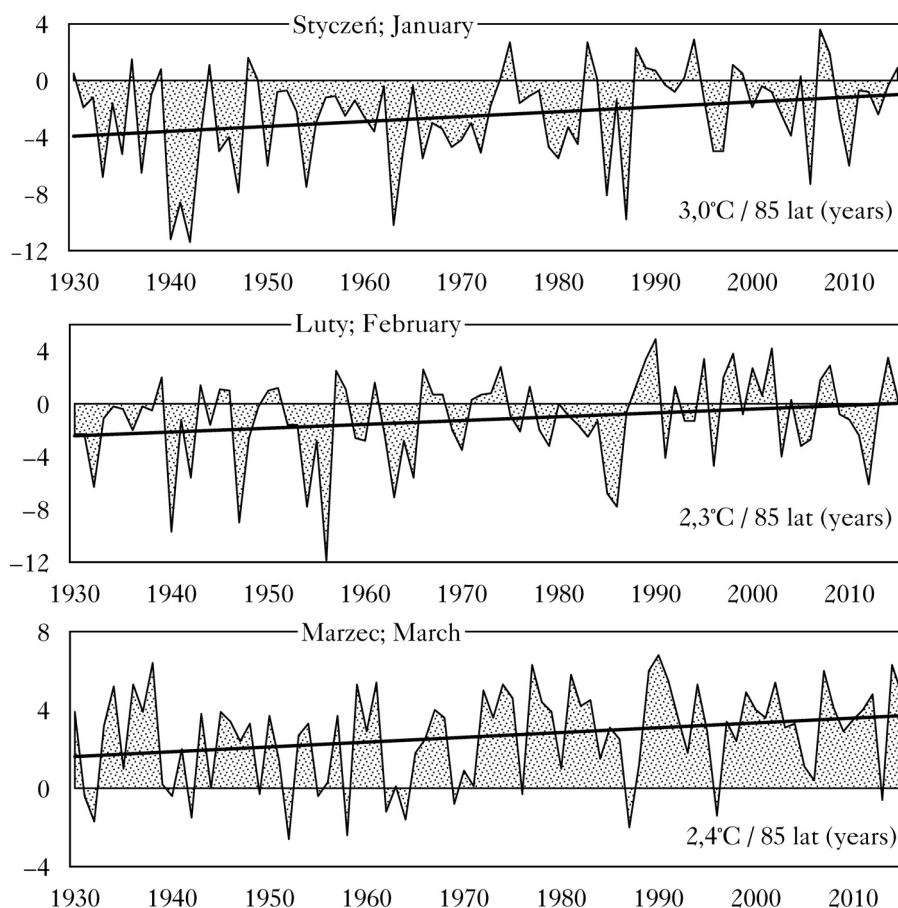 Styczeń; January
4
0
-4
-8
-12
3,0°C / 85 lat (years)
1930 1940 1950 1960 1970 1980 1990 2000 2010
Luty; February
4
0
–4
–8
–12
2,3°C / 85 lat (years)
1930 1940 1950 1960 1970 1980 1990 2000 2010
Marzec; March
8
4
0
–4
2,4°C / 85 lat (years)
1930 1940 1950 1960 1970 1980 1990 2000 2010